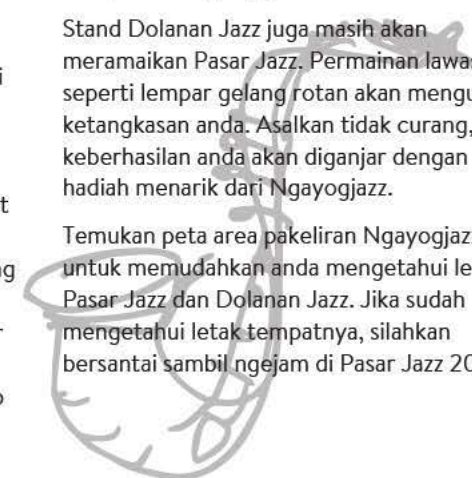 Stand Dolanan Jazz juga masih akan
meramaikan Pasar Jazz. Permainan lawas
seperti lempar gelang rotan akan mengu
ketangkasan anda. Asalkan tidak curang,
keberhasilan anda akan diganjar dengan
hadiah menarik dari Ngayogjazz.
Temukan peta area pakeliran Ngayogjaz
untuk memudahkan anda mengetahui le
Pasar Jazz dan Dolanan Jazz. Jika sudah
mengetahui letak tempatnya, silahkan
bersantai sambil ngejam di Pasar Jazz 20